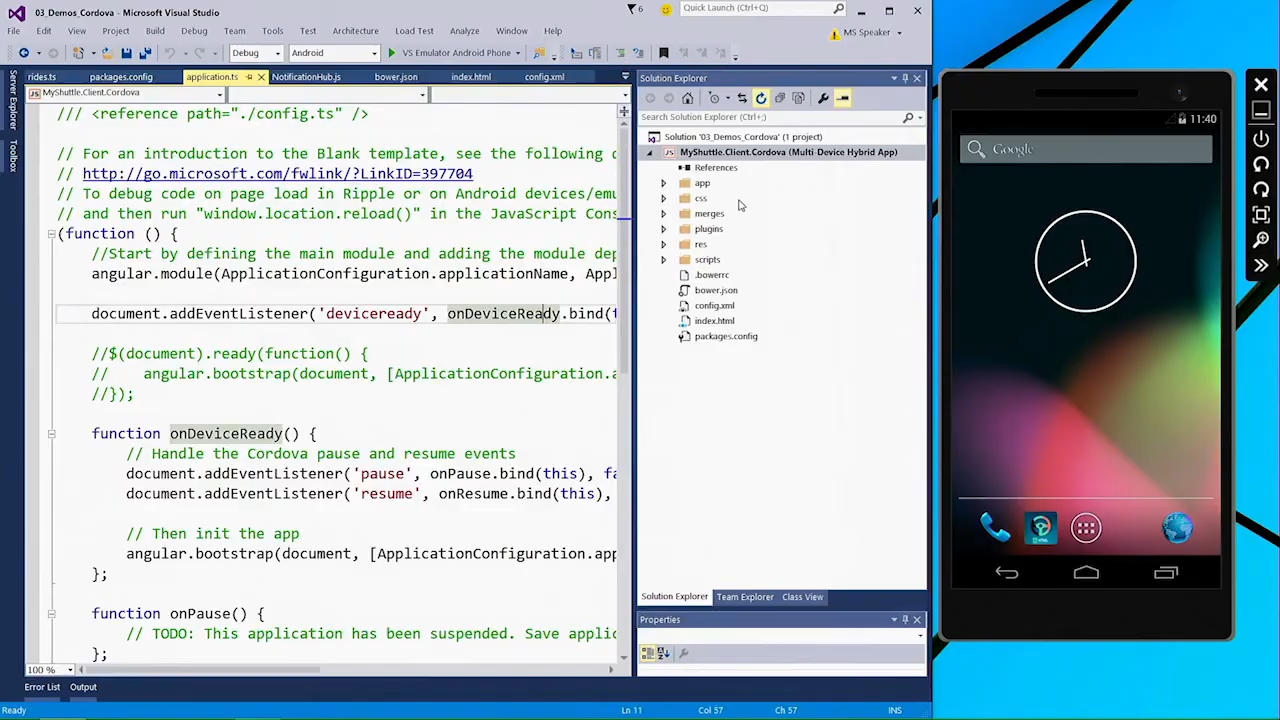 03_Demos_Cordova - Microsoft Visual Studio
6
Quick Launch (Ctrl+Q)
File Edit View Project Build Debug Team Tools Architecture Load Test Analyze Window Help
MS Speaker
Debug Android VS Emulator Android Phone
Server Explorer
Toolbox
rides.ts packages.config application.ts NotificationHub.js bower.json index.html config.xml
MyShuttle.Client.Cordova
/// <reference path="./config.ts" />
// For an introduction to the Blank template, see the following d
// http://go.microsoft.com/fwlink/?LinkID=397704
// To debug code on page load in Ripple or on Android devices/emu
// and then run "window.location.reload()" in the JavaScript Cons
(function () {
//Start by defining the main module and adding the module dep
angular.module(ApplicationConfiguration.applicationName, Appl
document.addEventListener('deviceready', onDeviceReady.bind(t
//$(document).ready(function() {
// angular.bootstrap(document, [ApplicationConfiguration.a
//});
function onDeviceReady() {
// Handle the Cordova pause and resume events
document.addEventListener('pause', onPause.bind(this), fa
document.addEventListener('resume', onResume.bind(this),
// Then init the app
angular.bootstrap(document, [ApplicationConfiguration.app
};
function onPause() {
// TODO: This application has been suspended. Save applic
};
100 %
Error List Output
Ready
Ln 11 Col 57 Ch 57 INS
Solution Explorer
Search Solution Explorer (Ctrl+;)
Solution '03_Demos_Cordova' (1 project)
MyShuttle.Client.Cordova (Multi-Device Hybrid App)
References
app
css
merges
plugins
res
scripts
.bowerrc
bower.json
config.xml
index.html
packages.config
Solution Explorer Team Explorer Class View
Properties
11:40
Google